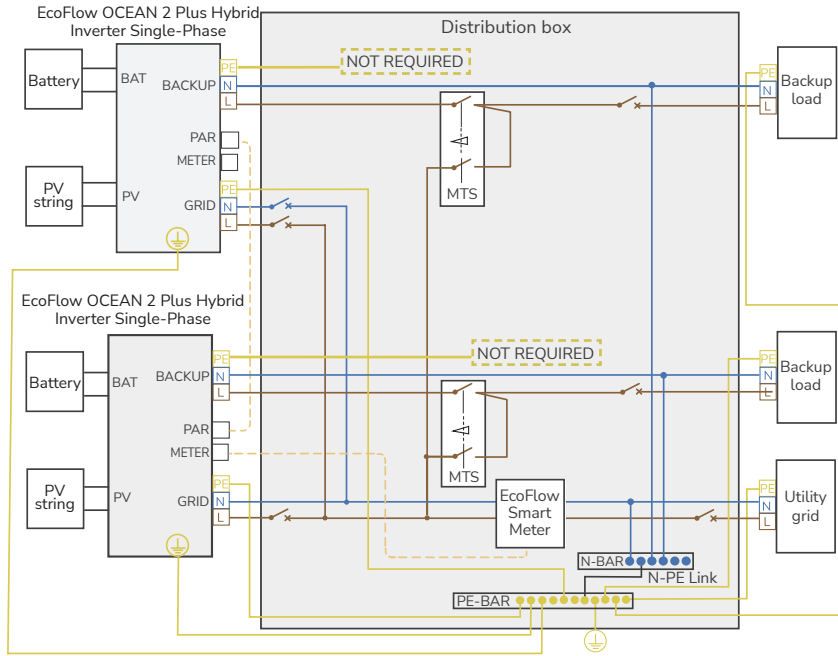 EcoFlow OCEAN 2 Plus Hybrid
Inverter Single-Phase
Distribution box
Battery
BAT
BACKUP
PE
N
L
NOT REQUIRED
PE
N
L
Backup
load
PAR
METER
PV
string
PV
GRID
PE
N
L
MTS
EcoFlow OCEAN 2 Plus Hybrid
Inverter Single-Phase
Battery
BAT
BACKUP
PE
N
L
NOT REQUIRED
PE
N
L
Backup
load
PAR
METER
MTS
PV
string
PV
GRID
PE
N
L
EcoFlow
Smart
Meter
PE
N
L
Utility
grid
N-BAR
N-PE Link
PE-BAR